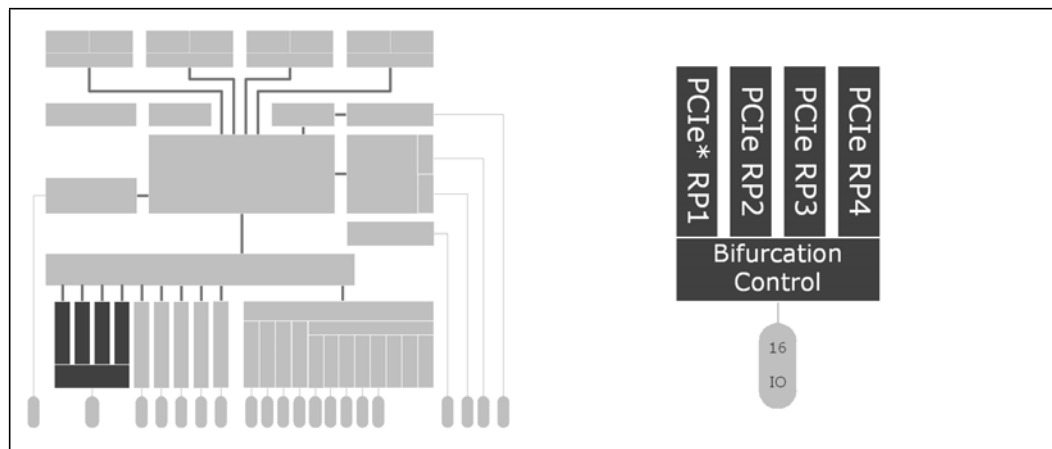 PCIe* RP1
PCIe RP2
PCIe RP3
PCIe RP4
Bifurcation
Control
16
IO